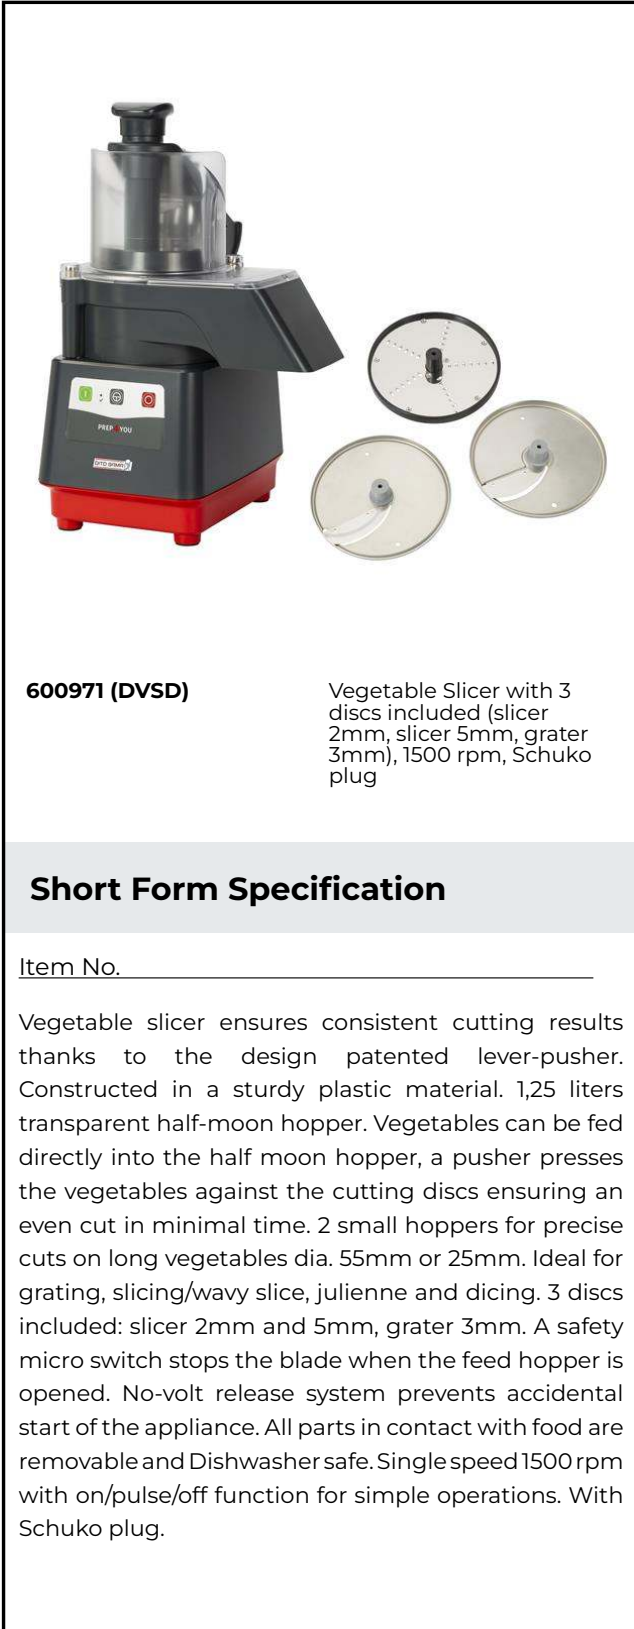 PREP4YOU
DITO SAMA
600971 (DVSD)
Vegetable Slicer with 3
discs included (slicer
2mm, slicer 5mm, grater
3mm), 1500 rpm, Schuko
plug
Short Form Specification
Item No.
Vegetable slicer ensures consistent cutting results
thanks to the design patented lever-pusher.
Constructed in a sturdy plastic material. 1,25 liters
transparent half-moon hopper. Vegetables can be fed
directly into the half moon hopper, a pusher presses
the vegetables against the cutting discs ensuring an
even cut in minimal time. 2 small hoppers for precise
cuts on long vegetables dia. 55mm or 25mm. Ideal for
grating, slicing/wavy slice, julienne and dicing. 3 discs
included: slicer 2mm and 5mm, grater 3mm. A safety
micro switch stops the blade when the feed hopper is
opened. No-volt release system prevents accidental
start of the appliance. All parts in contact with food are
removable and Dishwasher safe. Single speed 1500 rpm
with on/pulse/off function for simple operations. With
Schuko plug.